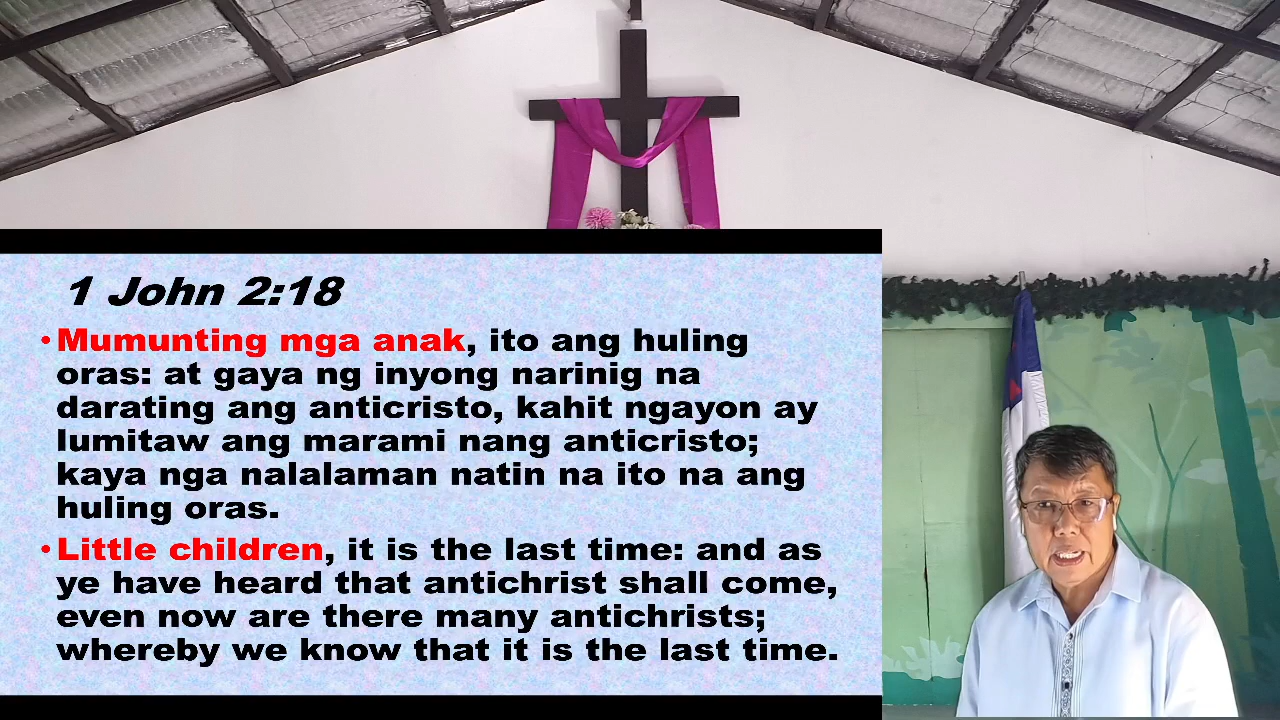 1 John 2:18
• Mumunting mga anak, ito ang huling
oras: at gaya ng inyong narinig na
darating ang anticristo, kahit ngayon ay
lumitaw ang marami nang anticristo;
kaya nga nalalaman natin na ito na ang
huling oras.
• Little children, it is the last time: and as
ye have heard that antichrist shall come,
even now are there many antichrists;
whereby we know that it is the last time.